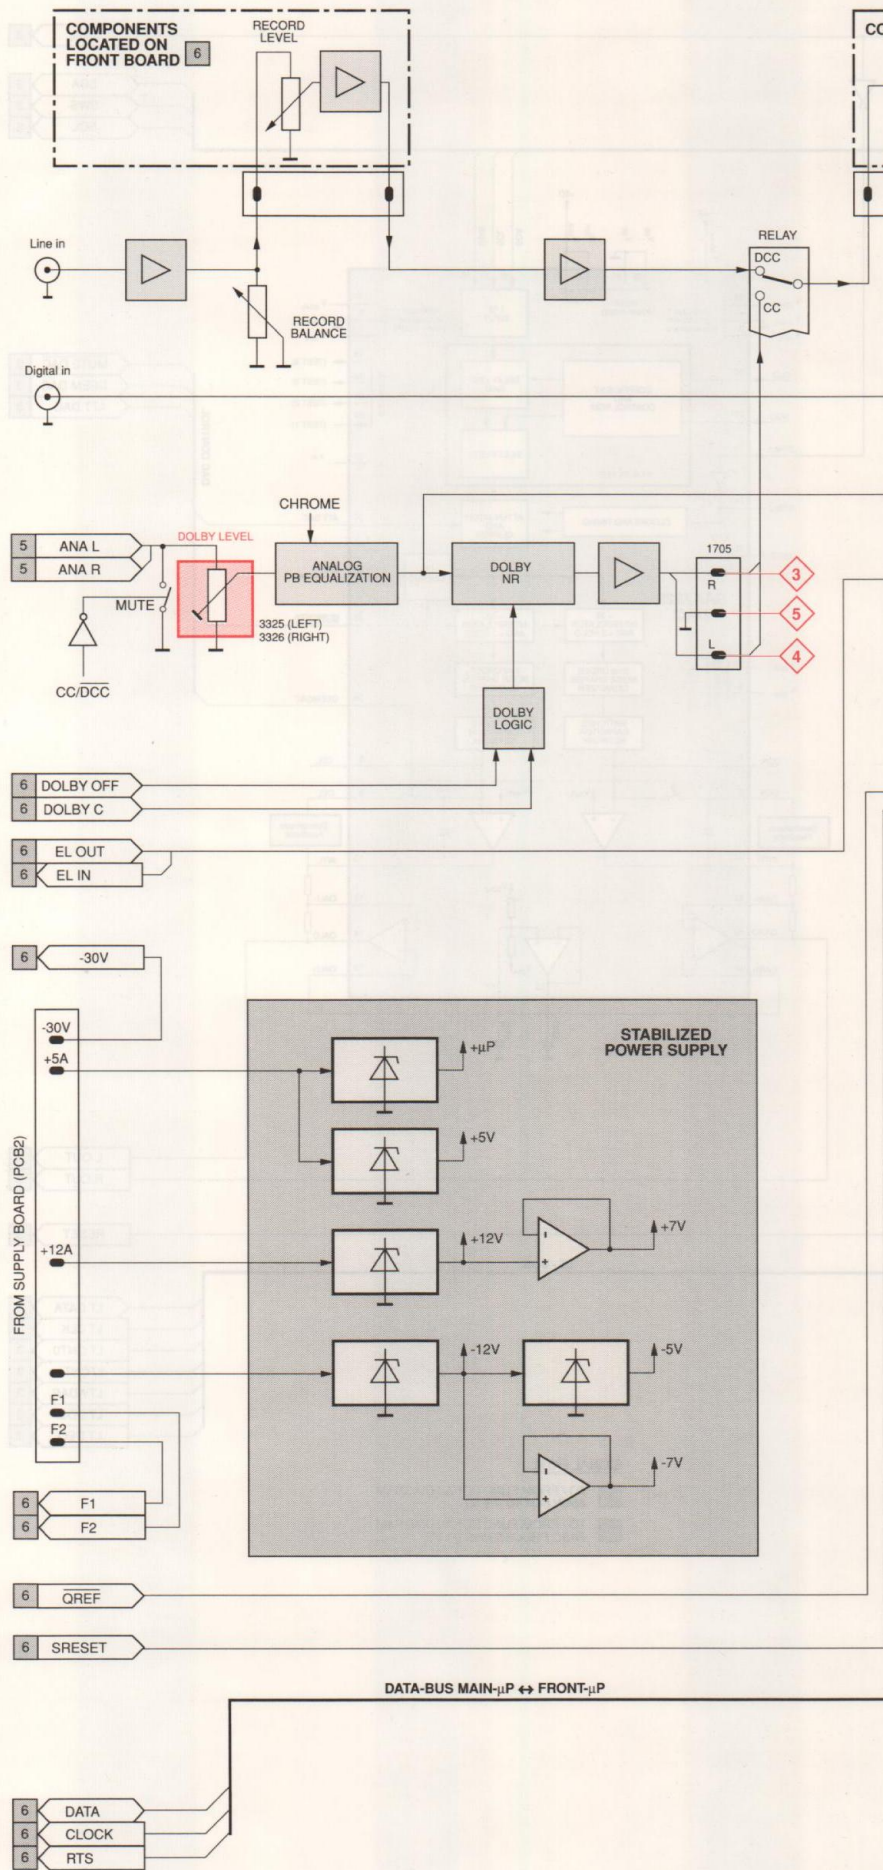 COMPONENTS
LOCATED ON
FRONT BOARD 6
RECORD
LEVEL
CC
Line in
RECORD
BALANCE
RELAY
DCC
CC
Digital in
CHROME
5 ANA L
5 ANA R
MUTE
CC/DCC
DOLBY LEVEL
3325 (LEFT)
3326 (RIGHT)
ANALOG
PB EQUALIZATION
DOLBY
NR
DOLBY
LOGIC
1705
R
L
3
5
4
6 DOLBY OFF
6 DOLBY C
6 EL OUT
6 EL IN
6 -30V
FROM SUPPLY BOARD (PCB2)
-30V
+5A
+12A
F1
F2
STABILIZED
POWER SUPPLY
+µP
+5V
+12V
-
+
+7V
-12V
-5V
-
+
-7V
6 F1
6 F2
6 QREF
6 SRESET
DATA-BUS MAIN-µP ↔ FRONT-µP
6 DATA
6 CLOCK
6 RTS